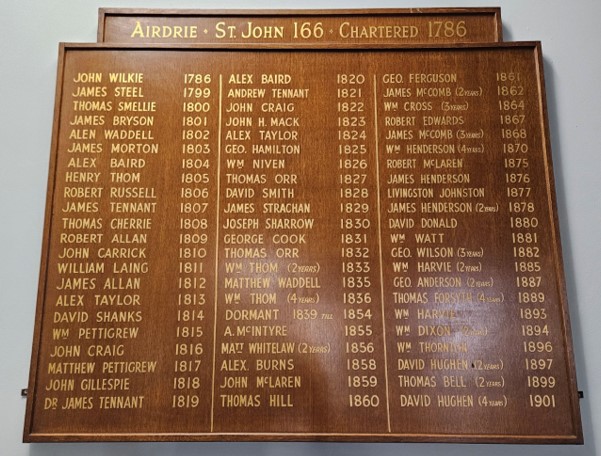 AIRDRIE · ST. JOHN 166 · CHARTERED 1786
JOHN WILKIE 1786
JAMES STEEL 1799
THOMAS SMELLIE 1800
JAMES BRYSON 1801
ALEN WADDELL 1802
JAMES MORTON 1803
ALEX BAIRD 1804
HENRY THOM 1805
ROBERT RUSSELL 1806
JAMES TENNANT 1807
THOMAS CHERRIE 1808
ROBERT ALLAN 1809
JOHN CARRICK 1810
WILLIAM LAING 1811
JAMES ALLAN 1812
ALEX TAYLOR 1813
DAVID SHANKS 1814
WM PETTIGREW 1815
JOHN CRAIG 1816
MATTHEW PETTIGREW 1817
JOHN GILLESPIE 1818
DR JAMES TENNANT 1819
ALEX BAIRD 1820
ANDREW TENNANT 1821
JOHN CRAIG 1822
JOHN H. MACK 1823
ALEX TAYLOR 1824
GEO. HAMILTON 1825
WM NIVEN 1826
THOMAS ORR 1827
DAVID SMITH 1828
JAMES STRACHAN 1829
JOSEPH SHARROW 1830
GEORGE COOK 1831
THOMAS ORR 1832
WM THOM (2 YEARS) 1833
MATTHEW WADDELL 1835
WM THOM (4 YEARS) 1836
DORMANT 1839 TILL 1854
A. McINTYRE 1855
MATT WHITELAW (2 YEARS) 1856
ALEX. BURNS 1858
JOHN McLAREN 1859
THOMAS HILL 1860
GEO. FERGUSON 1861
JAMES McCOMB (2 YEARS) 1862
WM CROSS (3 YEARS) 1864
ROBERT EDWARDS 1867
JAMES McCOMB (3 YEARS) 1868
WM HENDERSON (4 YEARS) 1870
ROBERT McLAREN 1875
JAMES HENDERSON 1876
LIVINGSTON JOHNSTON 1877
JAMES HENDERSON (2 YEARS) 1878
DAVID DONALD 1880
WM WATT 1881
GEO. WILSON (3 YEARS) 1882
WM HARVIE (2 YEARS) 1885
GEO. ANDERSON (2 YEARS) 1887
THOMAS FORSYTH (4 YEARS) 1889
WM HARVIE 1893
WM DIXON 1894
WM THORNTON 1896
DAVID HUGHEN (2 YEARS) 1897
THOMAS BELL (2 YEARS) 1899
DAVID HUGHEN (4 YEARS) 1901